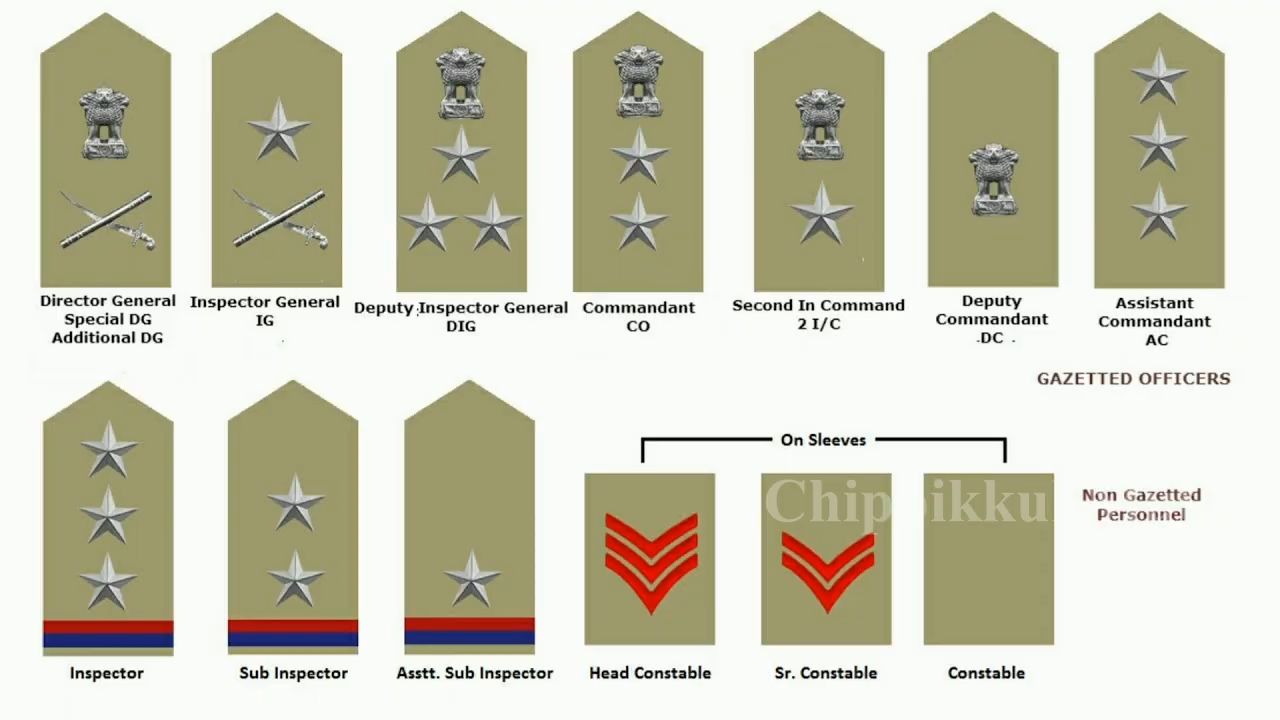 Director General
Special DG
Additional DG
Inspector General
IG
Deputy Inspector General
DIG
Commandant
CO
Second In Command
2 I/C
Deputy
Commandant
DC
Assistant
Commandant
AC
GAZETTED OFFICERS
On Sleeves
Chippikkul
Non Gazetted
Personnel
Inspector
Sub Inspector
Asstt. Sub Inspector
Head Constable
Sr. Constable
Constable